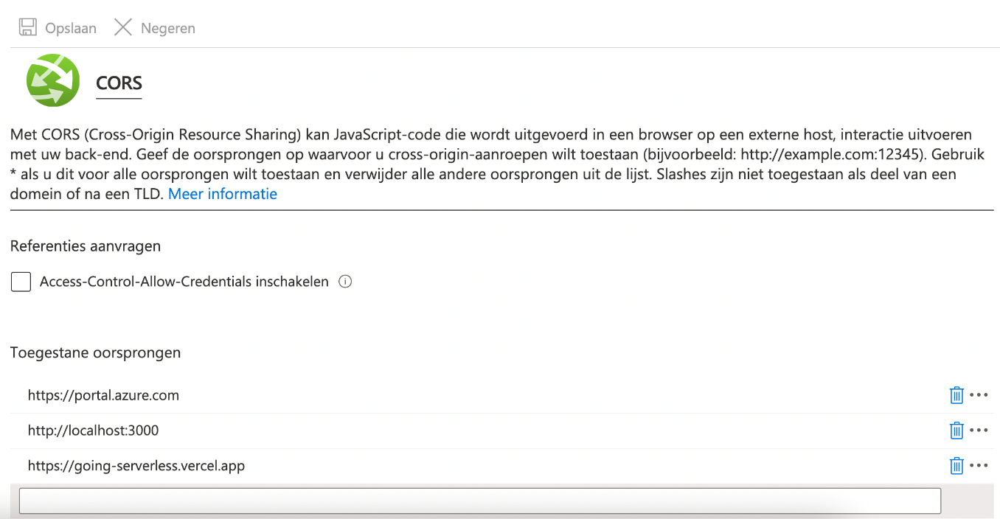 Opslaan Negeren
CORS
Met CORS (Cross-Origin Resource Sharing) kan JavaScript-code die wordt uitgevoerd in een browser op een externe host, interactie uitvoeren
met uw back-end. Geef de oorsprongen op waarvoor u cross-origin-aanroepen wilt toestaan (bijvoorbeeld: http://example.com:12345). Gebruik
* als u dit voor alle oorsprongen wilt toestaan en verwijder alle andere oorsprongen uit de lijst. Slashes zijn niet toegestaan als deel van een
domein of na een TLD. Meer informatie
Referenties aanvragen
Access-Control-Allow-Credentials inschakelen
Toegestane oorsprongen
https://portal.azure.com
http://localhost:3000
https://going-serverless.vercel.app